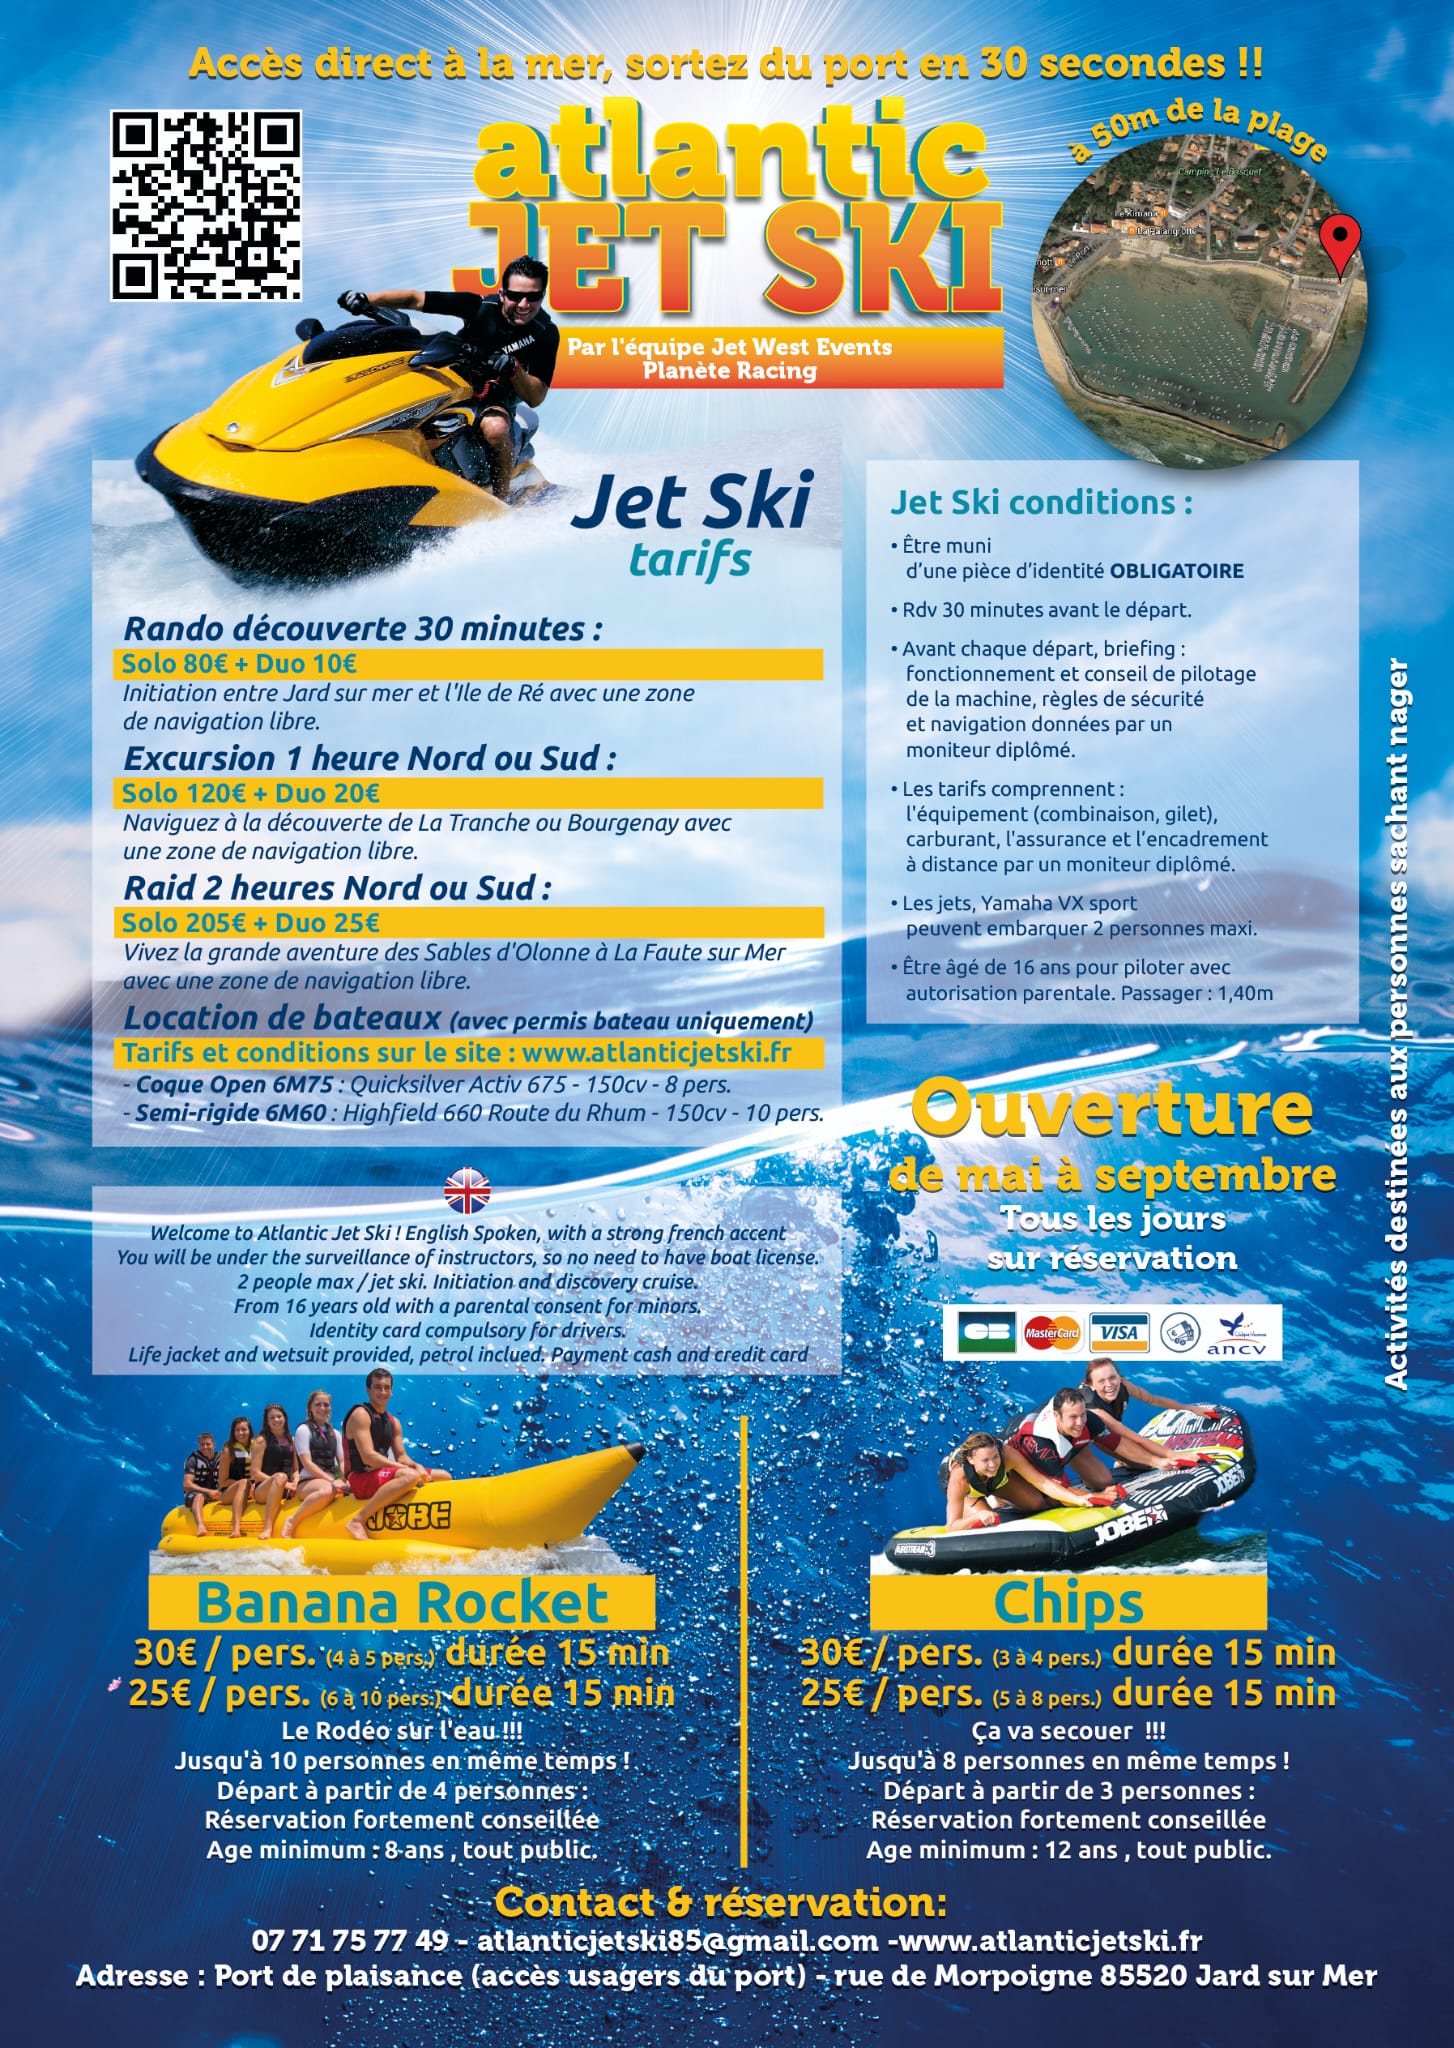 Accès direct à la mer, sortez du port en 30 secondes !!
atlantic
JET SKI
Par l'équipe Jet West Events
Planète Racing
à 50m de la plage
Camping Le Bosquet
Le Kimana
La Palangrotte
YAMAHA
Jet Ski
tarifs
Rando découverte 30 minutes :
Solo 80€ + Duo 10€
Initiation entre Jard sur mer et l'Ile de Ré avec une zone
de navigation libre.
Excursion 1 heure Nord ou Sud :
Solo 120€ + Duo 20€
Naviguez à la découverte de La Tranche ou Bourgenay avec
une zone de navigation libre.
Raid 2 heures Nord ou Sud :
Solo 205€ + Duo 25€
Vivez la grande aventure des Sables d'Olonne à La Faute sur Mer
avec une zone de navigation libre.
Location de bateaux (avec permis bateau uniquement)
Tarifs et conditions sur le site : www.atlanticjetski.fr
- Coque Open 6M75 : Quicksilver Activ 675 - 150cv - 8 pers.
- Semi-rigide 6M60 : Highfield 660 Route du Rhum - 150cv - 10 pers.
Jet Ski conditions :
• Être muni
d’une pièce d’identité OBLIGATOIRE
• Rdv 30 minutes avant le départ.
• Avant chaque départ, briefing :
fonctionnement et conseil de pilotage
de la machine, règles de sécurité
et navigation données par un
moniteur diplômé.
• Les tarifs comprennent :
l'équipement (combinaison, gilet),
carburant, l'assurance et l’encadrement
à distance par un moniteur diplômé.
• Les jets, Yamaha VX sport
peuvent embarquer 2 personnes maxi.
• Être âgé de 16 ans pour piloter avec
autorisation parentale. Passager : 1,40m
Activités destinées aux personnes sachant nager
Ouverture
de mai à septembre
Tous les jours
sur réservation
CB
MasterCard
VISA
ancv
Welcome to Atlantic Jet Ski ! English Spoken, with a strong french accent
You will be under the surveillance of instructors, so no need to have boat license.
2 people max / jet ski. Initiation and discovery cruise.
From 16 years old with a parental consent for minors.
Identity card compulsory for drivers.
Life jacket and wetsuit provided, petrol inclued. Payment cash and credit card
JOBE
Banana Rocket
30€ / pers. (4 à 5 pers.) durée 15 min
25€ / pers. (6 à 10 pers.) durée 15 min
Le Rodéo sur l'eau !!!
Jusqu'à 10 personnes en même temps !
Départ à partir de 4 personnes :
Réservation fortement conseillée
Age minimum : 8 ans , tout public.
AIRSTREAM
JOBE
JOBE
AIRSTREAM 3
Chips
30€ / pers. (3 à 4 pers.) durée 15 min
25€ / pers. (5 à 8 pers.) durée 15 min
Ça va secouer !!!
Jusqu'à 8 personnes en même temps !
Départ à partir de 3 personnes :
Réservation fortement conseillée
Age minimum : 12 ans , tout public.
Contact & réservation:
07 71 75 77 49 - atlanticjetski85@gmail.com -www.atlanticjetski.fr
Adresse : Port de plaisance (accès usagers du port) - rue de Morpoigne 85520 Jard sur Mer